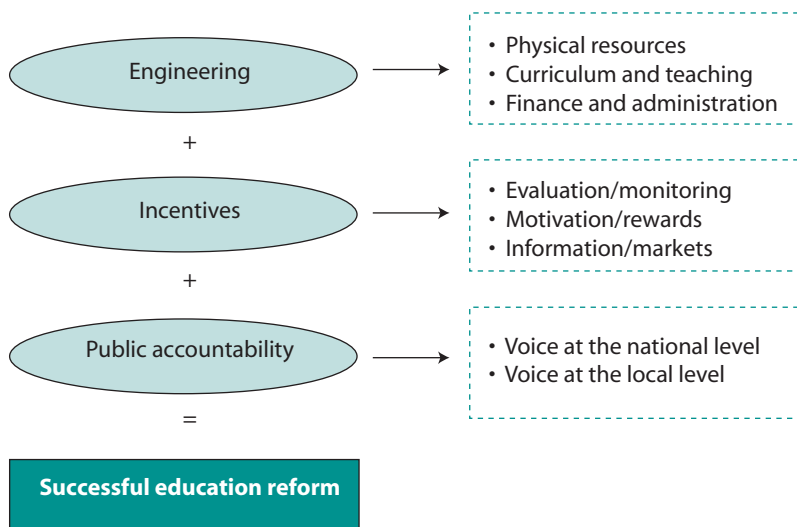 Engineering
• Physical resources
• Curriculum and teaching
• Finance and administration
+
Incentives
• Evaluation/monitoring
• Motivation/rewards
• Information/markets
+
Public accountability
• Voice at the national level
• Voice at the local level
=
Successful education reform